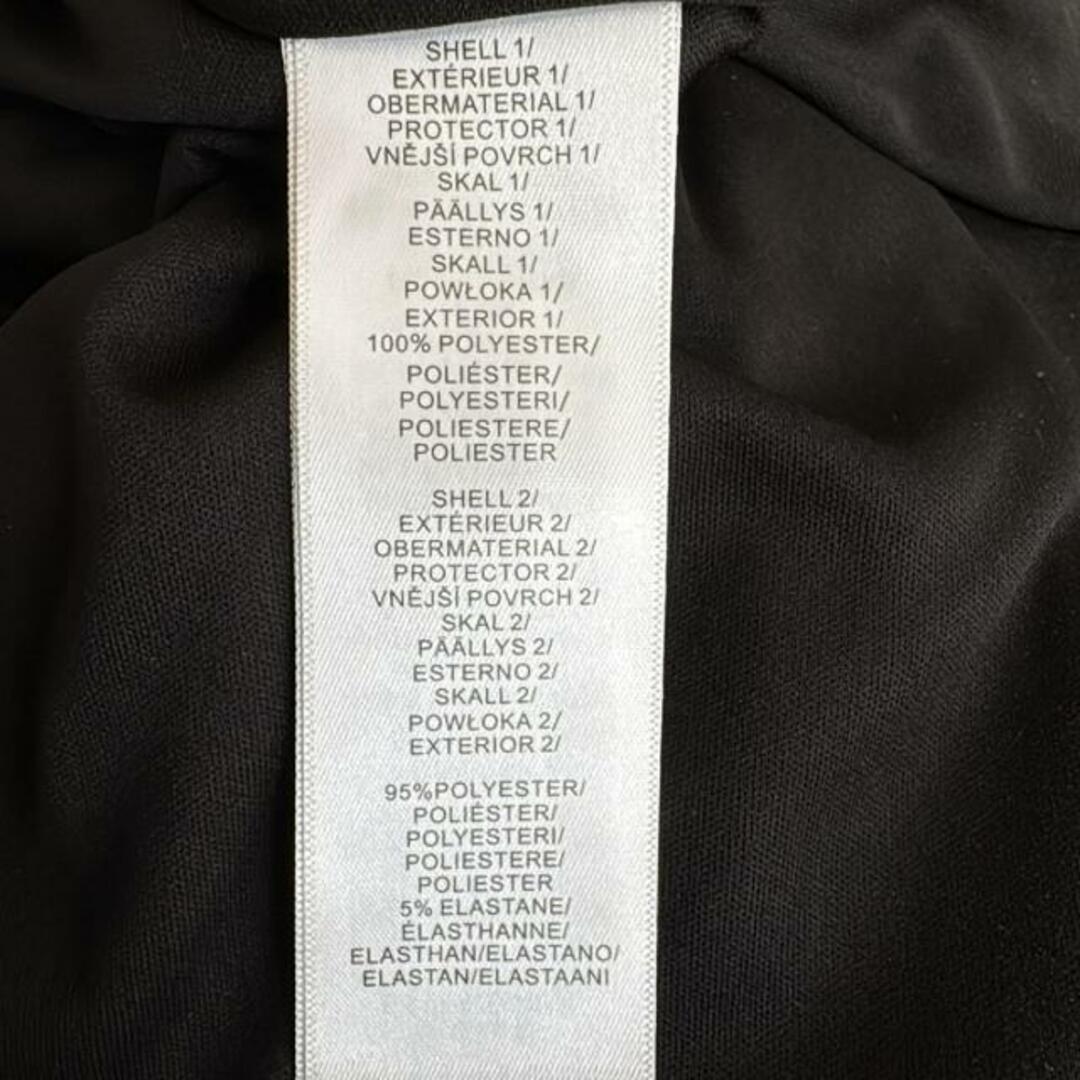 SHELL 1/
EXTÉRIEUR 1/
OBERMATERIAL 1/
PROTECTOR 1/
VNĚJŠÍ POVRCH 1/
SKAL 1/
PÄÄLLYS 1/
ESTERNO 1/
SKALL 1/
POWŁOKA 1/
EXTERIOR 1/
100% POLYESTER/
POLIÉSTER/
POLYESTERI/
POLIESTERE/
POLIESTER
SHELL 2/
EXTÉRIEUR 2/
OBERMATERIAL 2/
PROTECTOR 2/
VNĚJŠÍ POVRCH 2/
SKAL 2/
PÄÄLLYS 2/
ESTERNO 2/
SKALL 2/
POWŁOKA 2/
EXTERIOR 2/
95%POLYESTER/
POLIÉSTER/
POLYESTERI/
POLIESTERE/
POLIESTER
5% ELASTANE/
ÉLASTHANNE/
ELASTHAN/ELASTANO/
ELASTAN/ELASTAANI